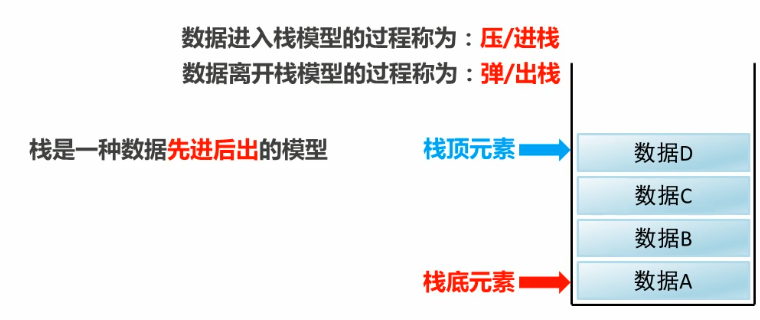 数据进入栈模型的过程称为：压/进栈
数据离开栈模型的过程称为：弹/出栈
栈是一种数据先进后出的模型
栈顶元素
数据D
数据C
数据B
栈底元素
数据A